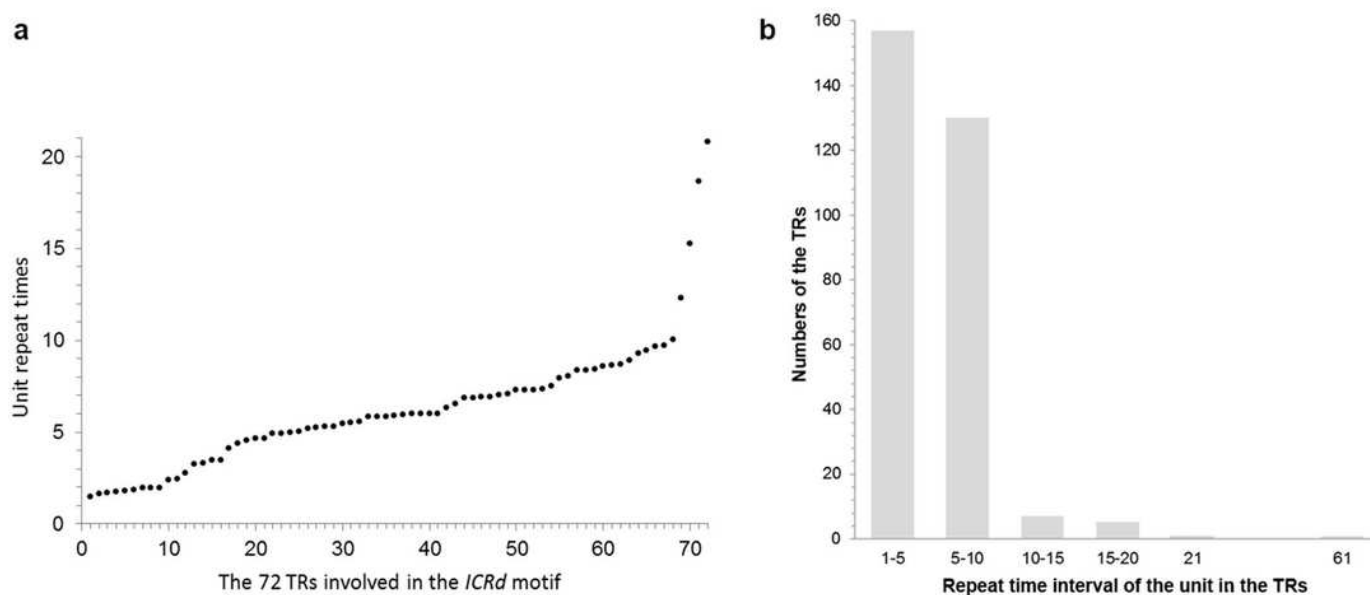 a
Unit repeat times
20
15
10
5
0
0 10 20 30 40 50 60 70
The 72 TRs involved in the ICRd motif
b
Numbers of the TRs
160
140
120
100
80
60
40
20
0
1-5 5-10 10-15 15-20 21 61
Repeat time interval of the unit in the TRs